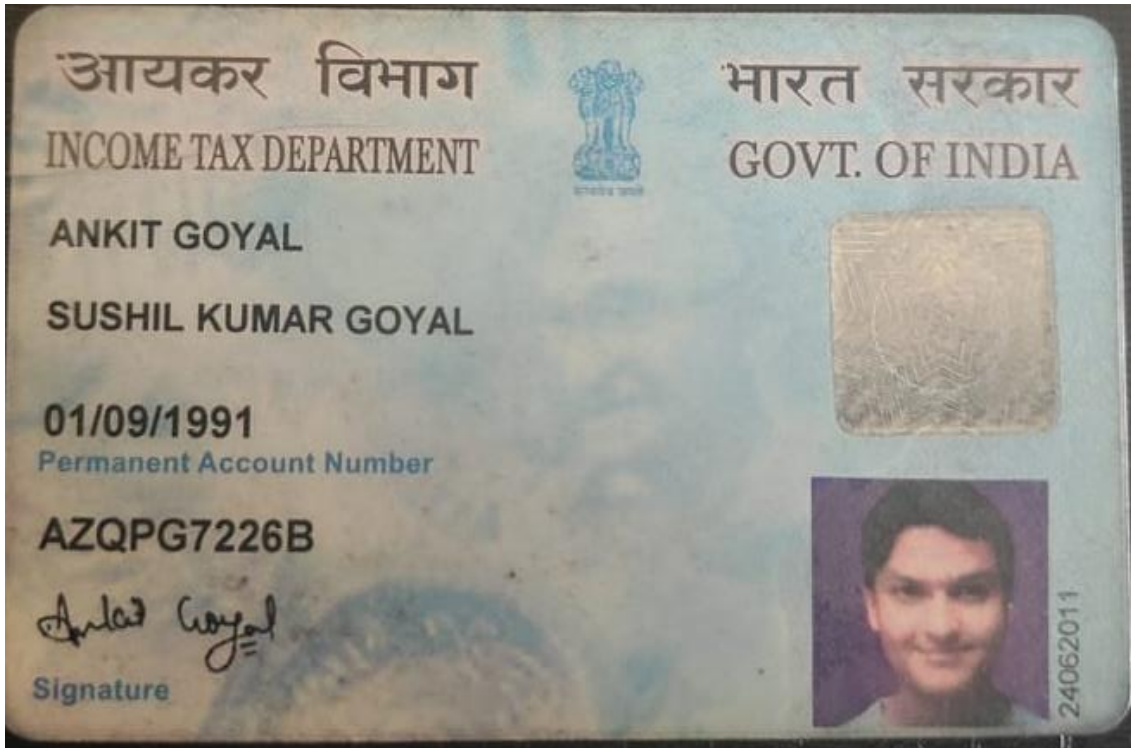 आयकर विभाग
INCOME TAX DEPARTMENT
भारत सरकार
GOVT. OF INDIA
ANKIT GOYAL
SUSHIL KUMAR GOYAL
01/09/1991
Permanent Account Number
AZQPG7226B
Ankit Goyal
Signature
24062011